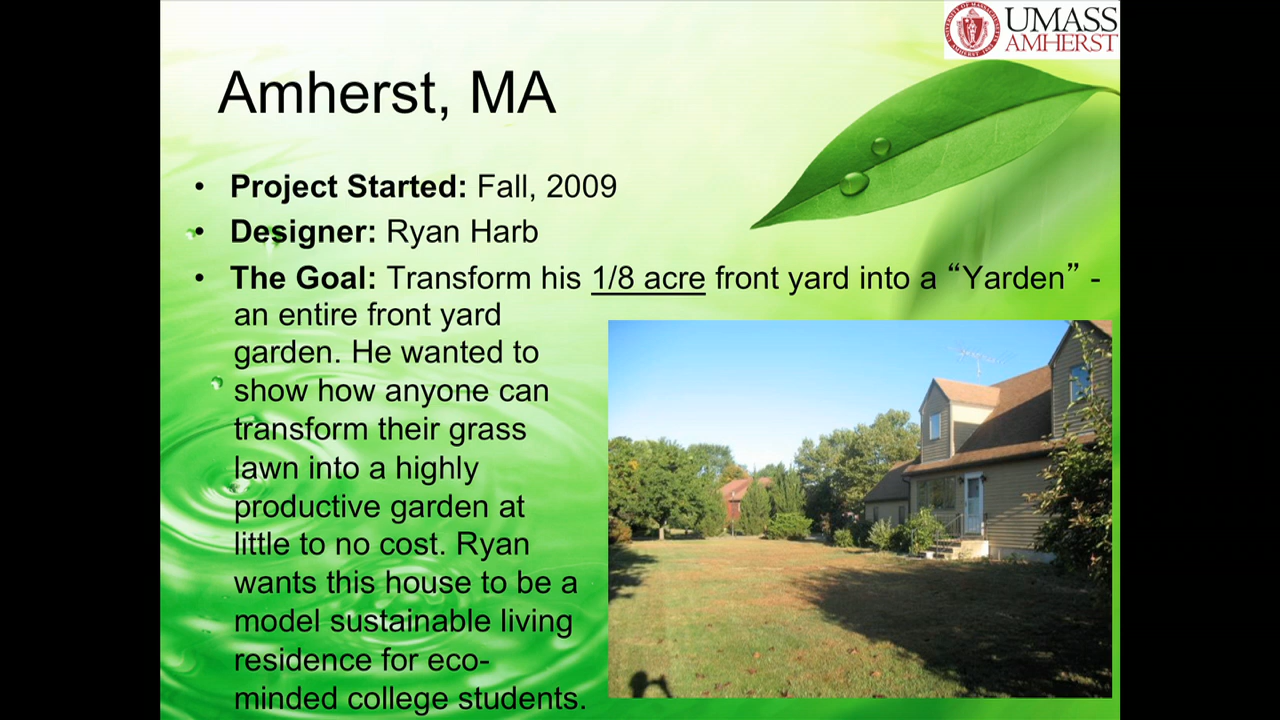 UMASS
AMHERST
Amherst, MA
• Project Started: Fall, 2009
• Designer: Ryan Harb
• The Goal: Transform his 1/8 acre front yard into a “Yarden” -
an entire front yard
garden. He wanted to
show how anyone can
transform their grass
lawn into a highly
productive garden at
little to no cost. Ryan
wants this house to be a
model sustainable living
residence for eco-
minded college students.